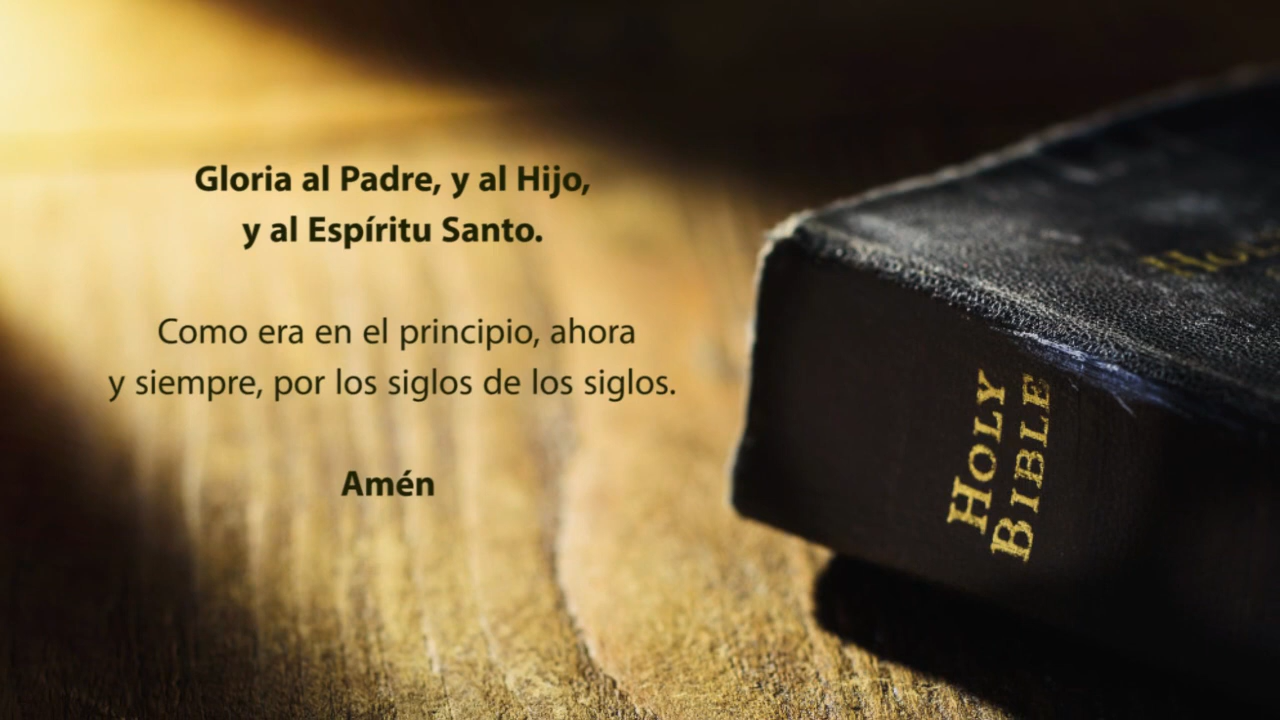 Gloria al Padre, y al Hijo,
y al Espíritu Santo.
Como era en el principio, ahora
y siempre, por los siglos de los siglos.
Amén
HOLY
BIBLE